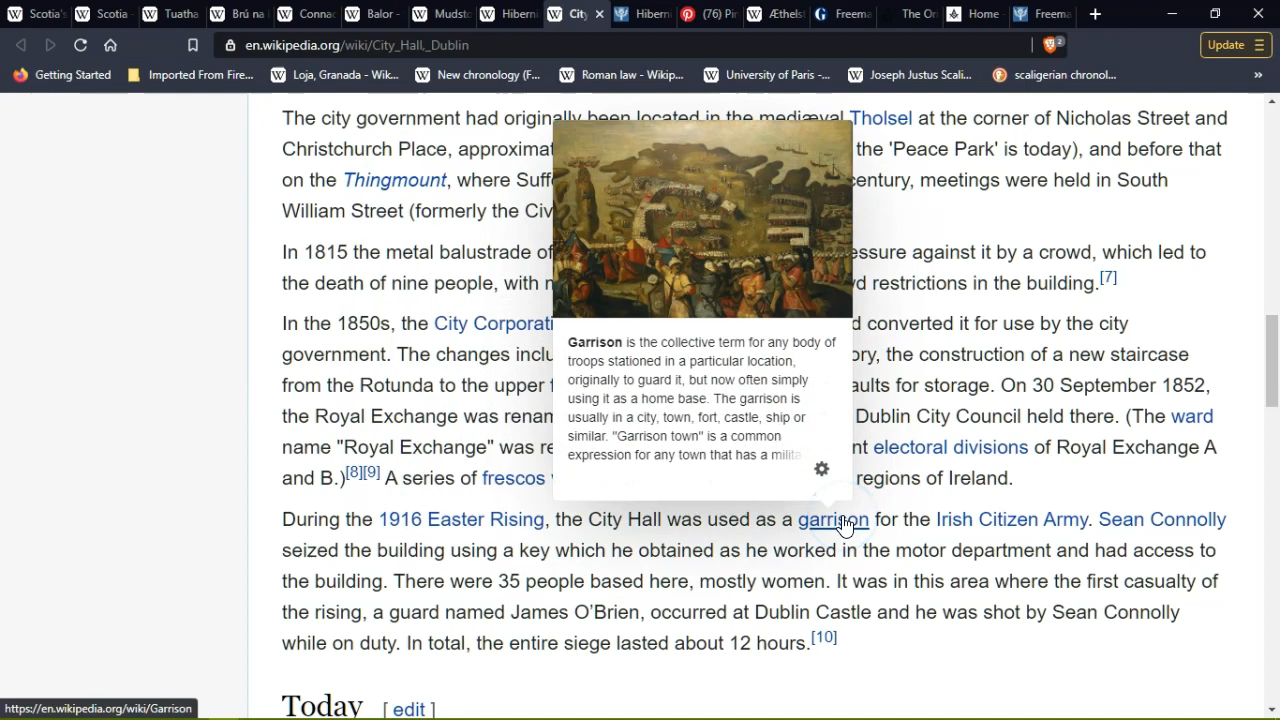 Scotia's
Scotia -
Tuatha
Brú na
Connac
Balor -
Mudsto
Hiberni
City
Hiberni
(76) Pi
Æthelst
Freema
The On
Home -
Freema
en.wikipedia.org/wiki/City_Hall,_Dublin
2
Update
Getting Started
Imported From Fire...
Loja, Granada - Wik...
New chronology (F...
Roman law - Wikip...
University of Paris -...
Joseph Justus Scali...
scaligerian chronol...
»
The city government had originally been located in the mediæval Tholsel at the corner of Nicholas Street and
Christchurch Place, approximat the 'Peace Park' is today), and before that
on the Thingmount, where Suff century, meetings were held in South
William Street (formerly the Civ
In 1815 the metal balustrade of essure against it by a crowd, which led to
the death of nine people, with restrictions in the building.[7]
In the 1850s, the City Corporati d converted it for use by the city
government. The changes inclu ory, the construction of a new staircase
from the Rotunda to the upper aults for storage. On 30 September 1852,
the Royal Exchange was renam Dublin City Council held there. (The ward
name "Royal Exchange" was re nt electoral divisions of Royal Exchange A
and B.)[8][9] A series of frescos regions of Ireland.
Garrison is the collective term for any body of
troops stationed in a particular location,
originally to guard it, but now often simply
using it as a home base. The garrison is
usually in a city, town, fort, castle, ship or
similar. "Garrison town" is a common
expression for any town that has a milita
During the 1916 Easter Rising, the City Hall was used as a garrison for the Irish Citizen Army. Sean Connolly
seized the building using a key which he obtained as he worked in the motor department and had access to
the building. There were 35 people based here, mostly women. It was in this area where the first casualty of
the rising, a guard named James O’Brien, occurred at Dublin Castle and he was shot by Sean Connolly
while on duty. In total, the entire siege lasted about 12 hours.[10]
Today [ edit ]
https://en.wikipedia.org/wiki/Garrison